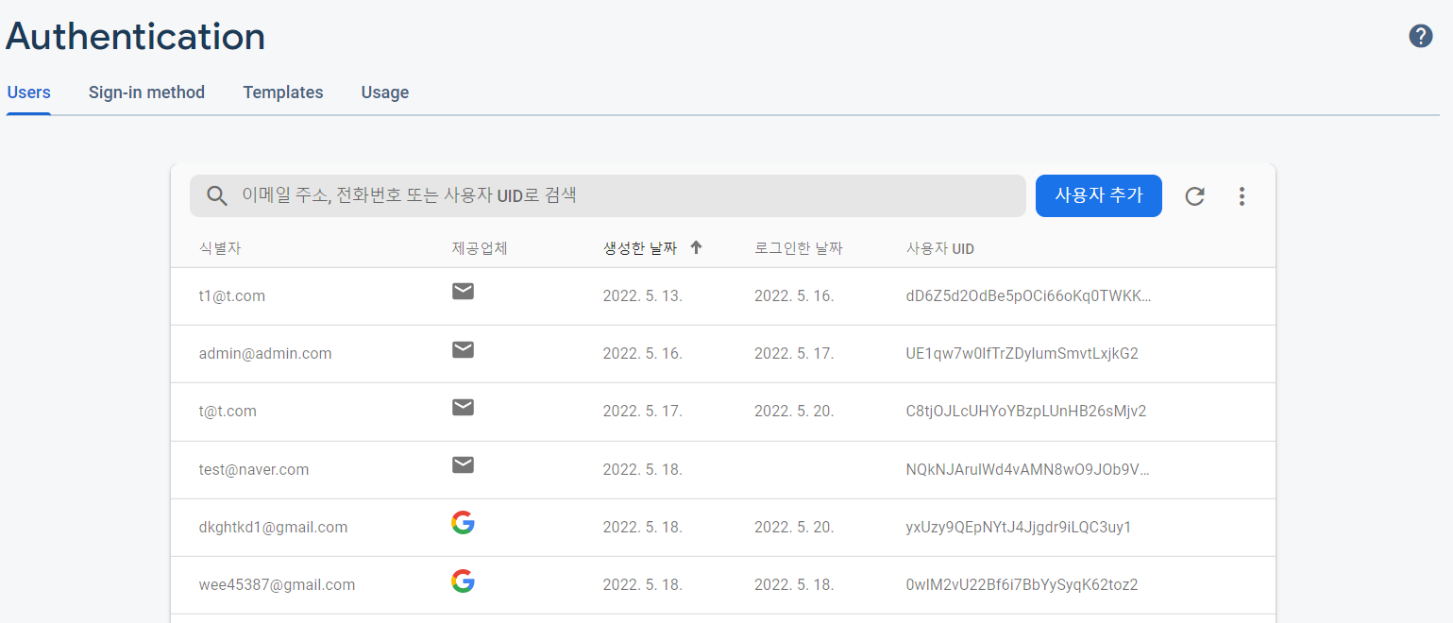 Authentication
Users Sign-in method Templates Usage
이메일 주소, 전화번호 또는 사용자 UID로 검색 사용자 추가
식별자 제공업체 생성한 날짜 로그인한 날짜 사용자 UID
t1@t.com 2022. 5. 13. 2022. 5. 16. dD6Z5d2OdBe5pOCi66oKq0TWKK...
admin@admin.com 2022. 5. 16. 2022. 5. 17. UE1qw7w0lfTrZDylumSmvtLxjkG2
t@t.com 2022. 5. 17. 2022. 5. 20. C8tjOJLcUHYoYBzpLUnHB26sMjv2
test@naver.com 2022. 5. 18. NQkNJArulWd4vAMN8wO9JOb9V...
dkghtkd1@gmail.com 2022. 5. 18. 2022. 5. 20. yxUzy9QEpNYtJ4Jjgdr9iLQC3uy1
wee45387@gmail.com 2022. 5. 18. 2022. 5. 18. 0wIM2vU22Bf6i7BbYySyqK62toz2